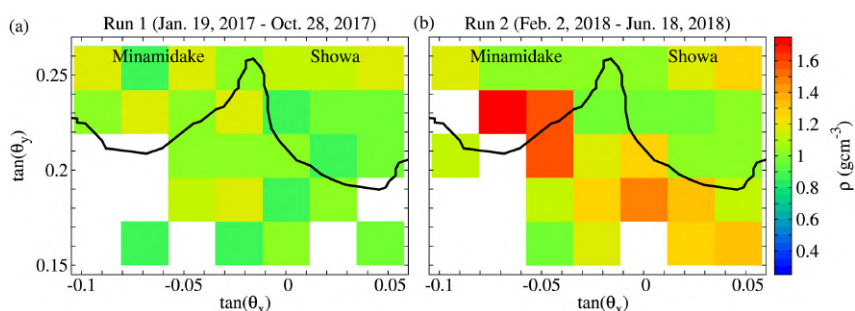 (a) Run 1 (Jan. 19, 2017 - Oct. 28, 2017) (b) Run 2 (Feb. 2, 2018 - Jun. 18, 2018)
Minamidake Showa Minamidake Showa
0.25
0.2
0.15
tan(θy)
-0.1 -0.05 0 0.05 -0.1 -0.05 0 0.05
tan(θx) tan(θx)
1.6
1.4
1.2
1
0.8
0.6
0.4
ρ (gcm⁻³)